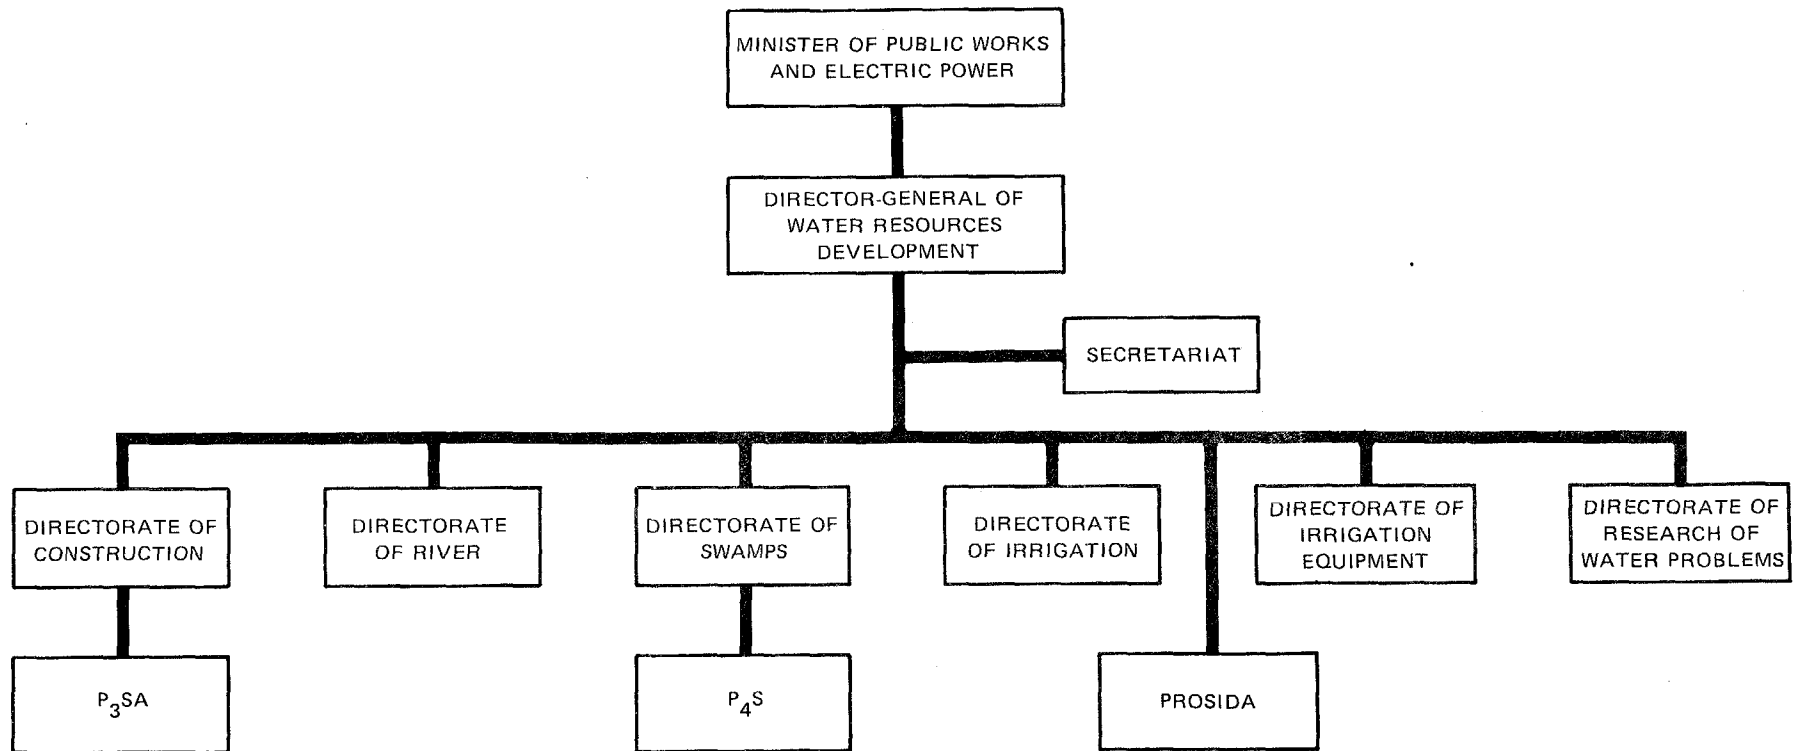 MINISTER OF PUBLIC WORKS
AND ELECTRIC POWER
DIRECTOR-GENERAL OF
WATER RESOURCES
DEVELOPMENT
SECRETARIAT
DIRECTORATE OF
CONSTRUCTION
DIRECTORATE
OF RIVER
DIRECTORATE OF
SWAMPS
DIRECTORATE
OF IRRIGATION
DIRECTORATE OF
IRRIGATION
EQUIPMENT
DIRECTORATE OF
RESEARCH OF
WATER PROBLEMS
P₃SA
P₄S
PROSIDA